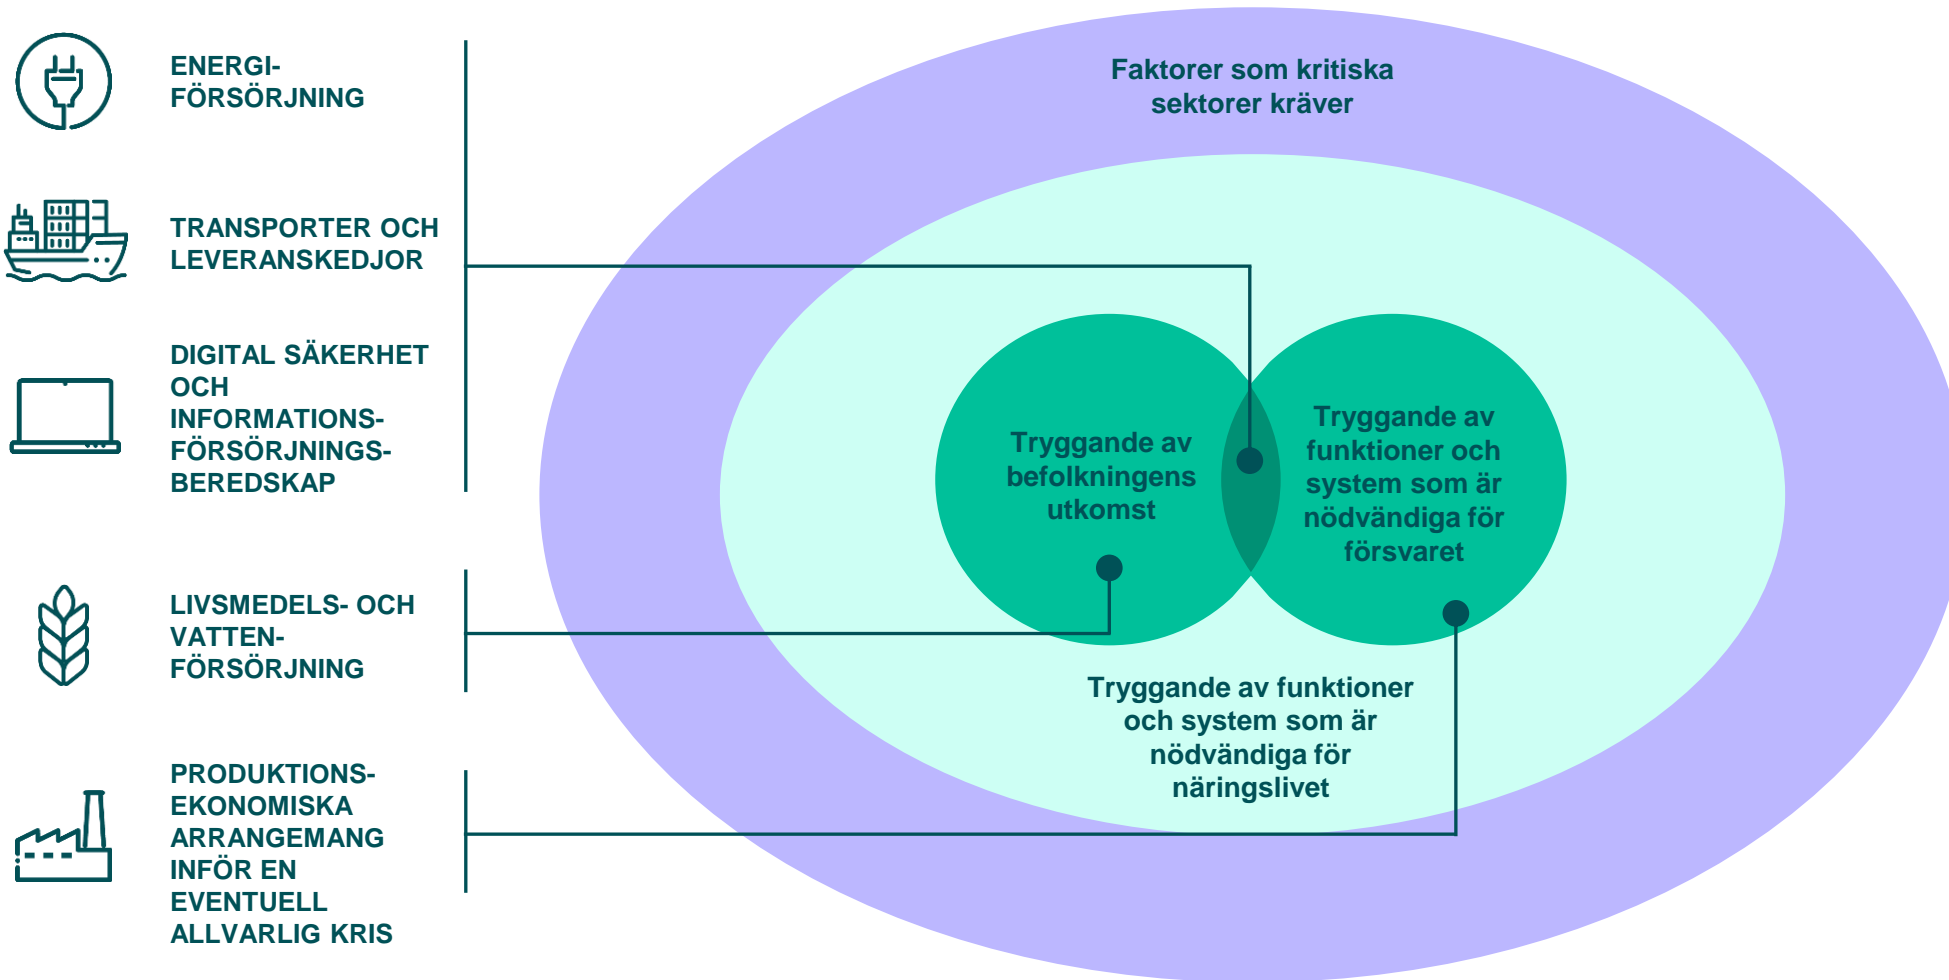 ENERGI-
FÖRSÖRJNING
TRANSPORTER OCH
LEVERANSKEDJOR
DIGITAL SÄKERHET
OCH
INFORMATIONS-
FÖRSÖRJNINGS-
BEREDSKAP
LIVSMEDELS- OCH
VATTEN-
FÖRSÖRJNING
PRODUKTIONS-
EKONOMISKA
ARRANGEMANG
INFÖR EN
EVENTUELL
ALLVARLIG KRIS
Faktorer som kritiska
sektorer kräver
Tryggande av
befolkningens
utkomst
Tryggande av
funktioner och
system som är
nödvändiga för
försvaret
Tryggande av funktioner
och system som är
nödvändiga för
näringslivet